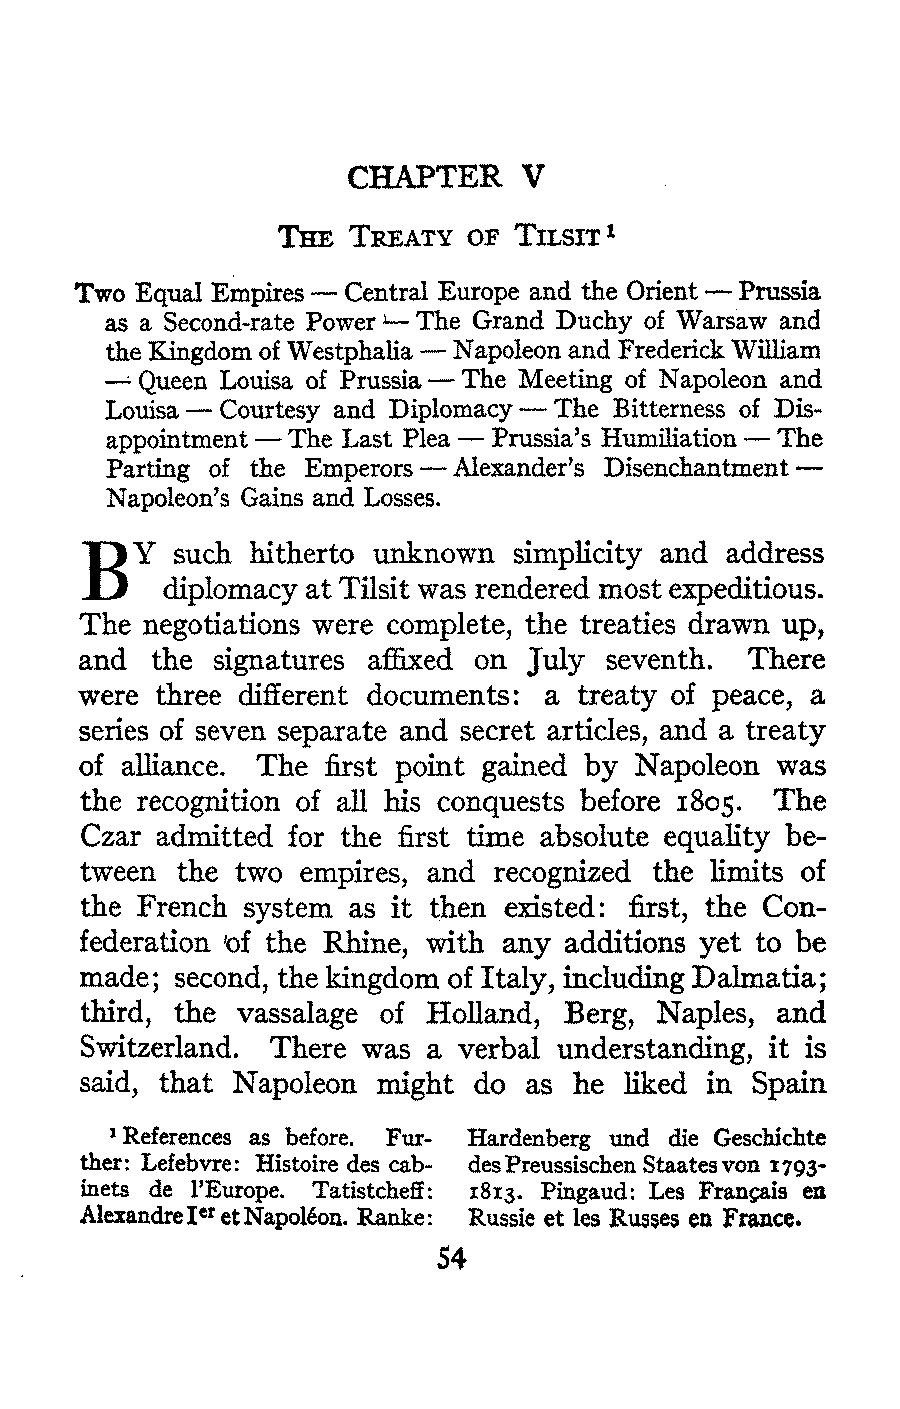 CHAPTER V
THE TREATY OF TILSIT¹
Two Equal Empires — Central Europe and the Orient — Prussia
as a Second-rate Power — The Grand Duchy of Warsaw and
the Kingdom of Westphalia — Napoleon and Frederick William
— Queen Louisa of Prussia — The Meeting of Napoleon and
Louisa — Courtesy and Diplomacy — The Bitterness of Dis-
appointment — The Last Plea — Prussia's Humiliation — The
Parting of the Emperors — Alexander's Disenchantment —
Napoleon's Gains and Losses.
BY such hitherto unknown simplicity and address
diplomacy at Tilsit was rendered most expeditious.
The negotiations were complete, the treaties drawn up,
and the signatures affixed on July seventh. There
were three different documents: a treaty of peace, a
series of seven separate and secret articles, and a treaty
of alliance. The first point gained by Napoleon was
the recognition of all his conquests before 1805. The
Czar admitted for the first time absolute equality be-
tween the two empires, and recognized the limits of
the French system as it then existed: first, the Con-
federation of the Rhine, with any additions yet to be
made; second, the kingdom of Italy, including Dalmatia;
third, the vassalage of Holland, Berg, Naples, and
Switzerland. There was a verbal understanding, it is
said, that Napoleon might do as he liked in Spain
¹ References as before. Fur-
ther: Lefebvre: Histoire des cab-
inets de l'Europe. Tatistcheff:
Alexandre Iᵉʳ et Napoléon. Ranke:
Hardenberg und die Geschichte
des Preussischen Staates von 1793-
1813. Pingaud: Les Français en
Russie et les Russes en France.
54